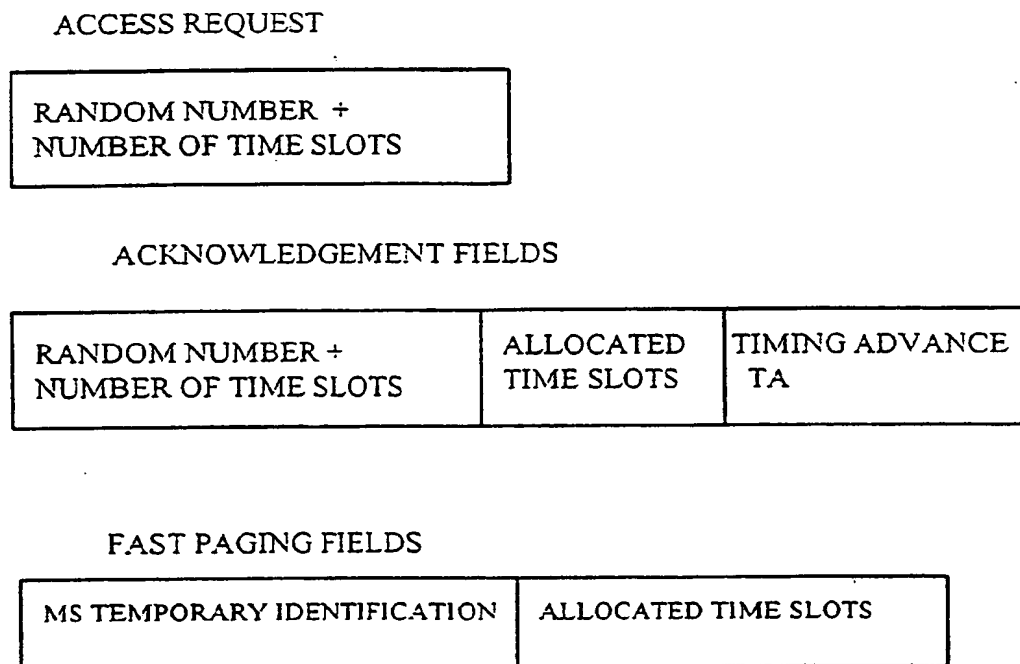 ACCESS REQUEST
RANDOM NUMBER +
NUMBER OF TIME SLOTS
ACKNOWLEDGEMENT FIELDS
RANDOM NUMBER +
NUMBER OF TIME SLOTS
ALLOCATED
TIME SLOTS
TIMING ADVANCE
TA
FAST PAGING FIELDS
MS TEMPORARY IDENTIFICATION
ALLOCATED TIME SLOTS